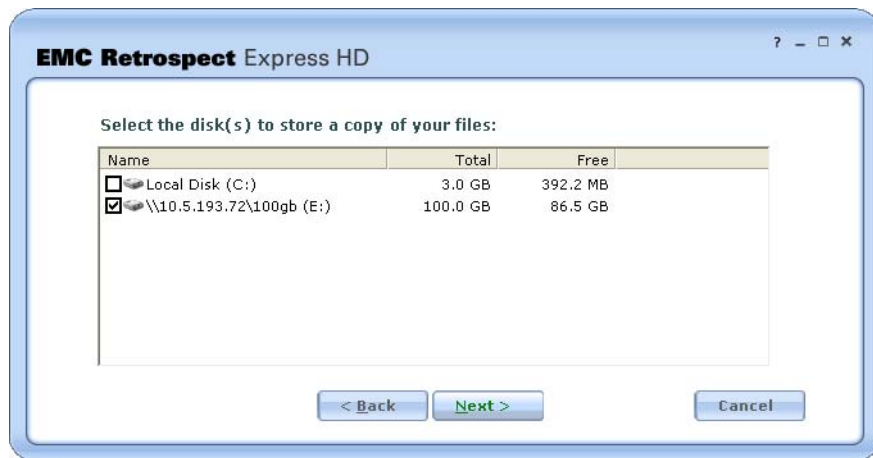 EMC Retrospect Express HD
? 
Select the disk(s) to store a copy of your files:
Name Total Free
Local Disk (C:) 3.0 GB 392.2 MB
\\10.5.193.72\100gb (E:) 100.0 GB 86.5 GB
< Back Next > Cancel